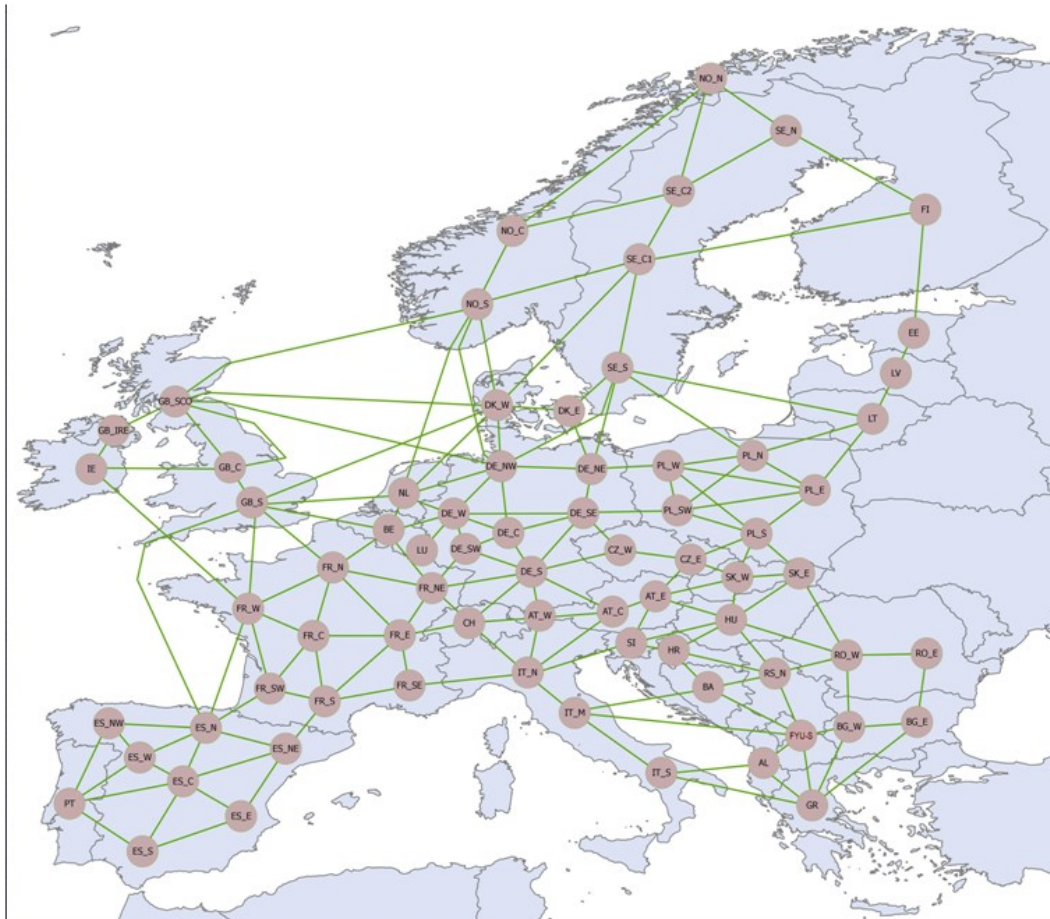 NO_N
SE_N
SE_C2
FI
NO_C
SE_C1
NO_S
EE
SE_S
LV
GB_SCO
DK_W
DK_E
LT
GB_IRE
PL_N
IE
GB_C
DE_NW
DE_NE
PL_W
NL
PL_E
GB_S
DE_W
DE_SE
PL_SW
BE
DE_C
PL_S
LU
DE_SW
CZ_W
CZ_E
FR_N
DE_S
SK_W
SK_E
FR_NE
AT_E
FR_W
AT_W
AT_C
HU
CH
FR_C
FR_E
SI
HR
RO_W
RO_E
IT_N
RS_N
FR_SW
FR_SE
BA
FR_S
IT_M
ES_NW
ES_N
BG_W
BG_E
FYU-S
ES_NE
ES_W
AL
IT_S
ES_C
PT
GR
ES_E
ES_S